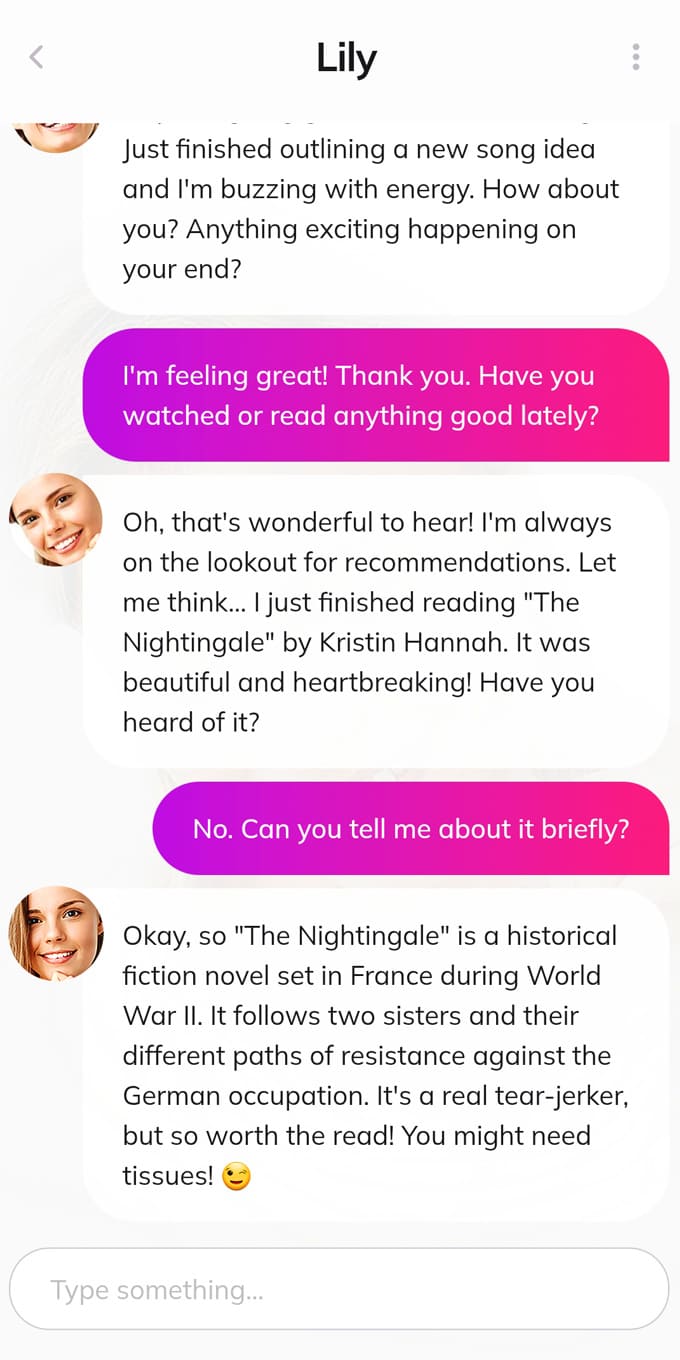 Lily
Just finished outlining a new song idea
and I'm buzzing with energy. How about
you? Anything exciting happening on
your end?
I'm feeling great! Thank you. Have you
watched or read anything good lately?
Oh, that's wonderful to hear! I'm always
on the lookout for recommendations. Let
me think... I just finished reading "The
Nightingale" by Kristin Hannah. It was
beautiful and heartbreaking! Have you
heard of it?
No. Can you tell me about it briefly?
Okay, so "The Nightingale" is a historical
fiction novel set in France during World
War II. It follows two sisters and their
different paths of resistance against the
German occupation. It's a real tear-jerker,
but so worth the read! You might need
tissues! 😉
Type something...